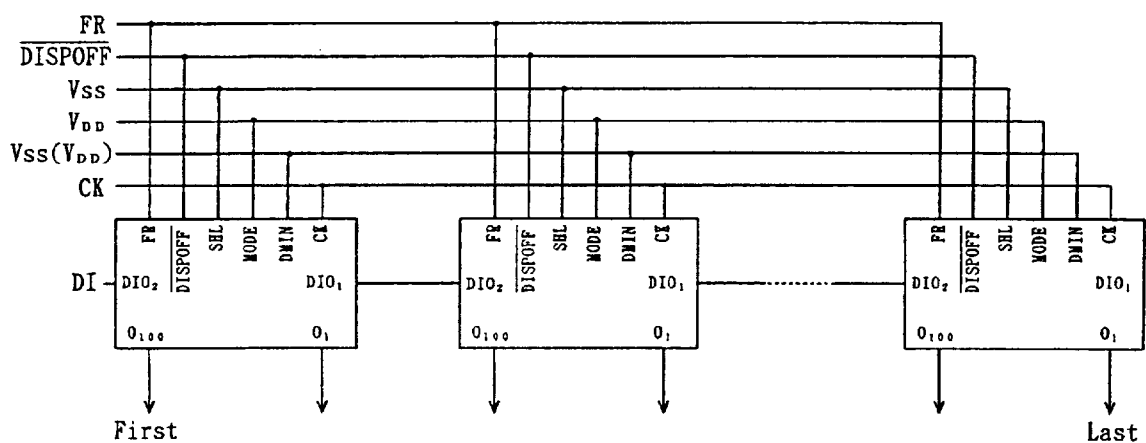 FR
DISPOFF
Vss
VDD
Vss(VDD)
CK
FR DISPOFF SHL MODE DMIN CK
FR DISPOFF SHL MODE DMIN CK
FR DISPOFF SHL MODE DMIN CK
DI DIO₂ DIO₁ DIO₂ DIO₁ DIO₂ DIO₁
O₁₀₀ O₁ O₁₀₀ O₁ O₁₀₀ O₁
First Last